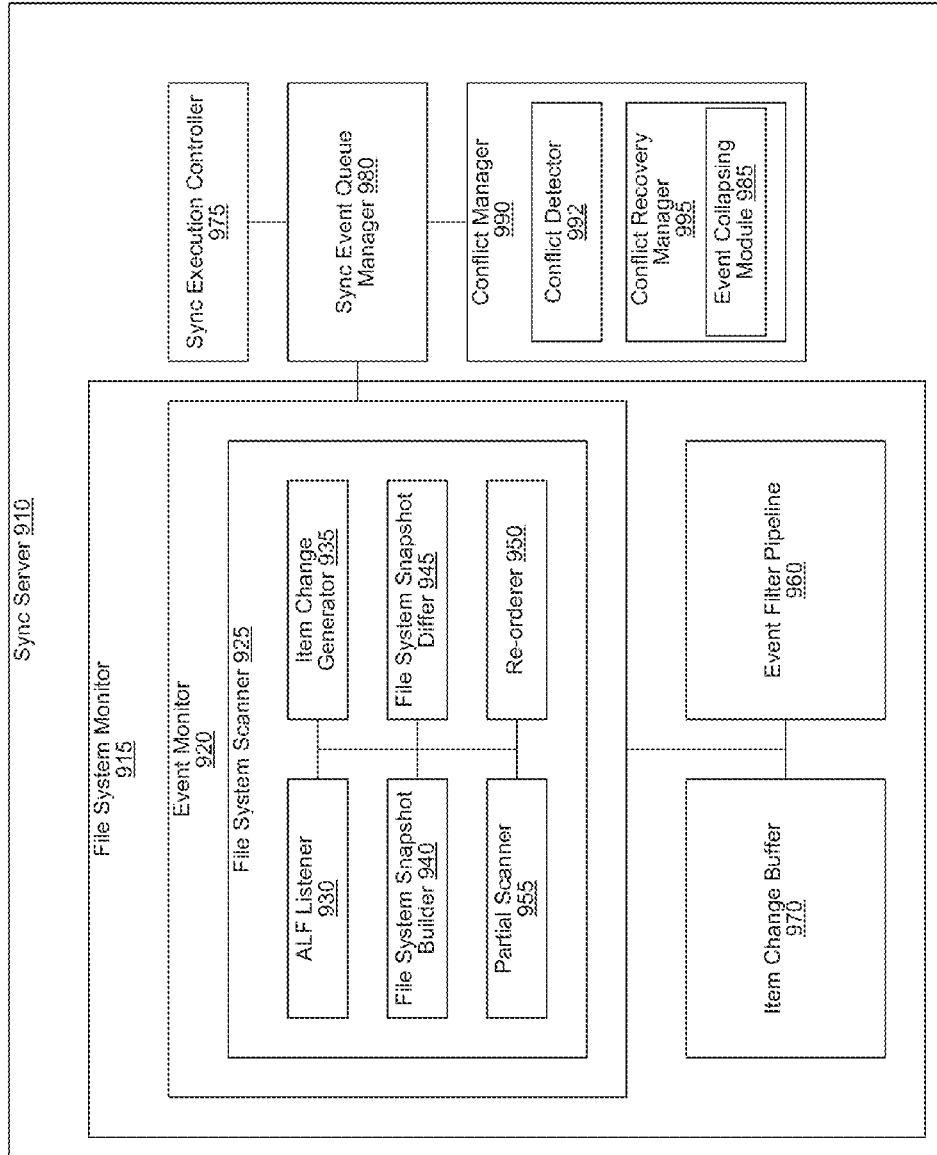 Sync Server 910
File System Monitor
915
Event Monitor
920
File System Scanner 925
ALF Listener
930
Item Change
Generator 935
File System Snapshot
Builder 940
File System Snapshot
Differ 945
Partial Scanner
955
Re-orderer 950
Item Change Buffer
970
Event Filter Pipeline
960
Sync Execution Controller
975
Sync Event Queue
Manager 980
Conflict Manager
990
Conflict Detector
992
Conflict Recovery
Manager
995
Event Collapsing
Module 985